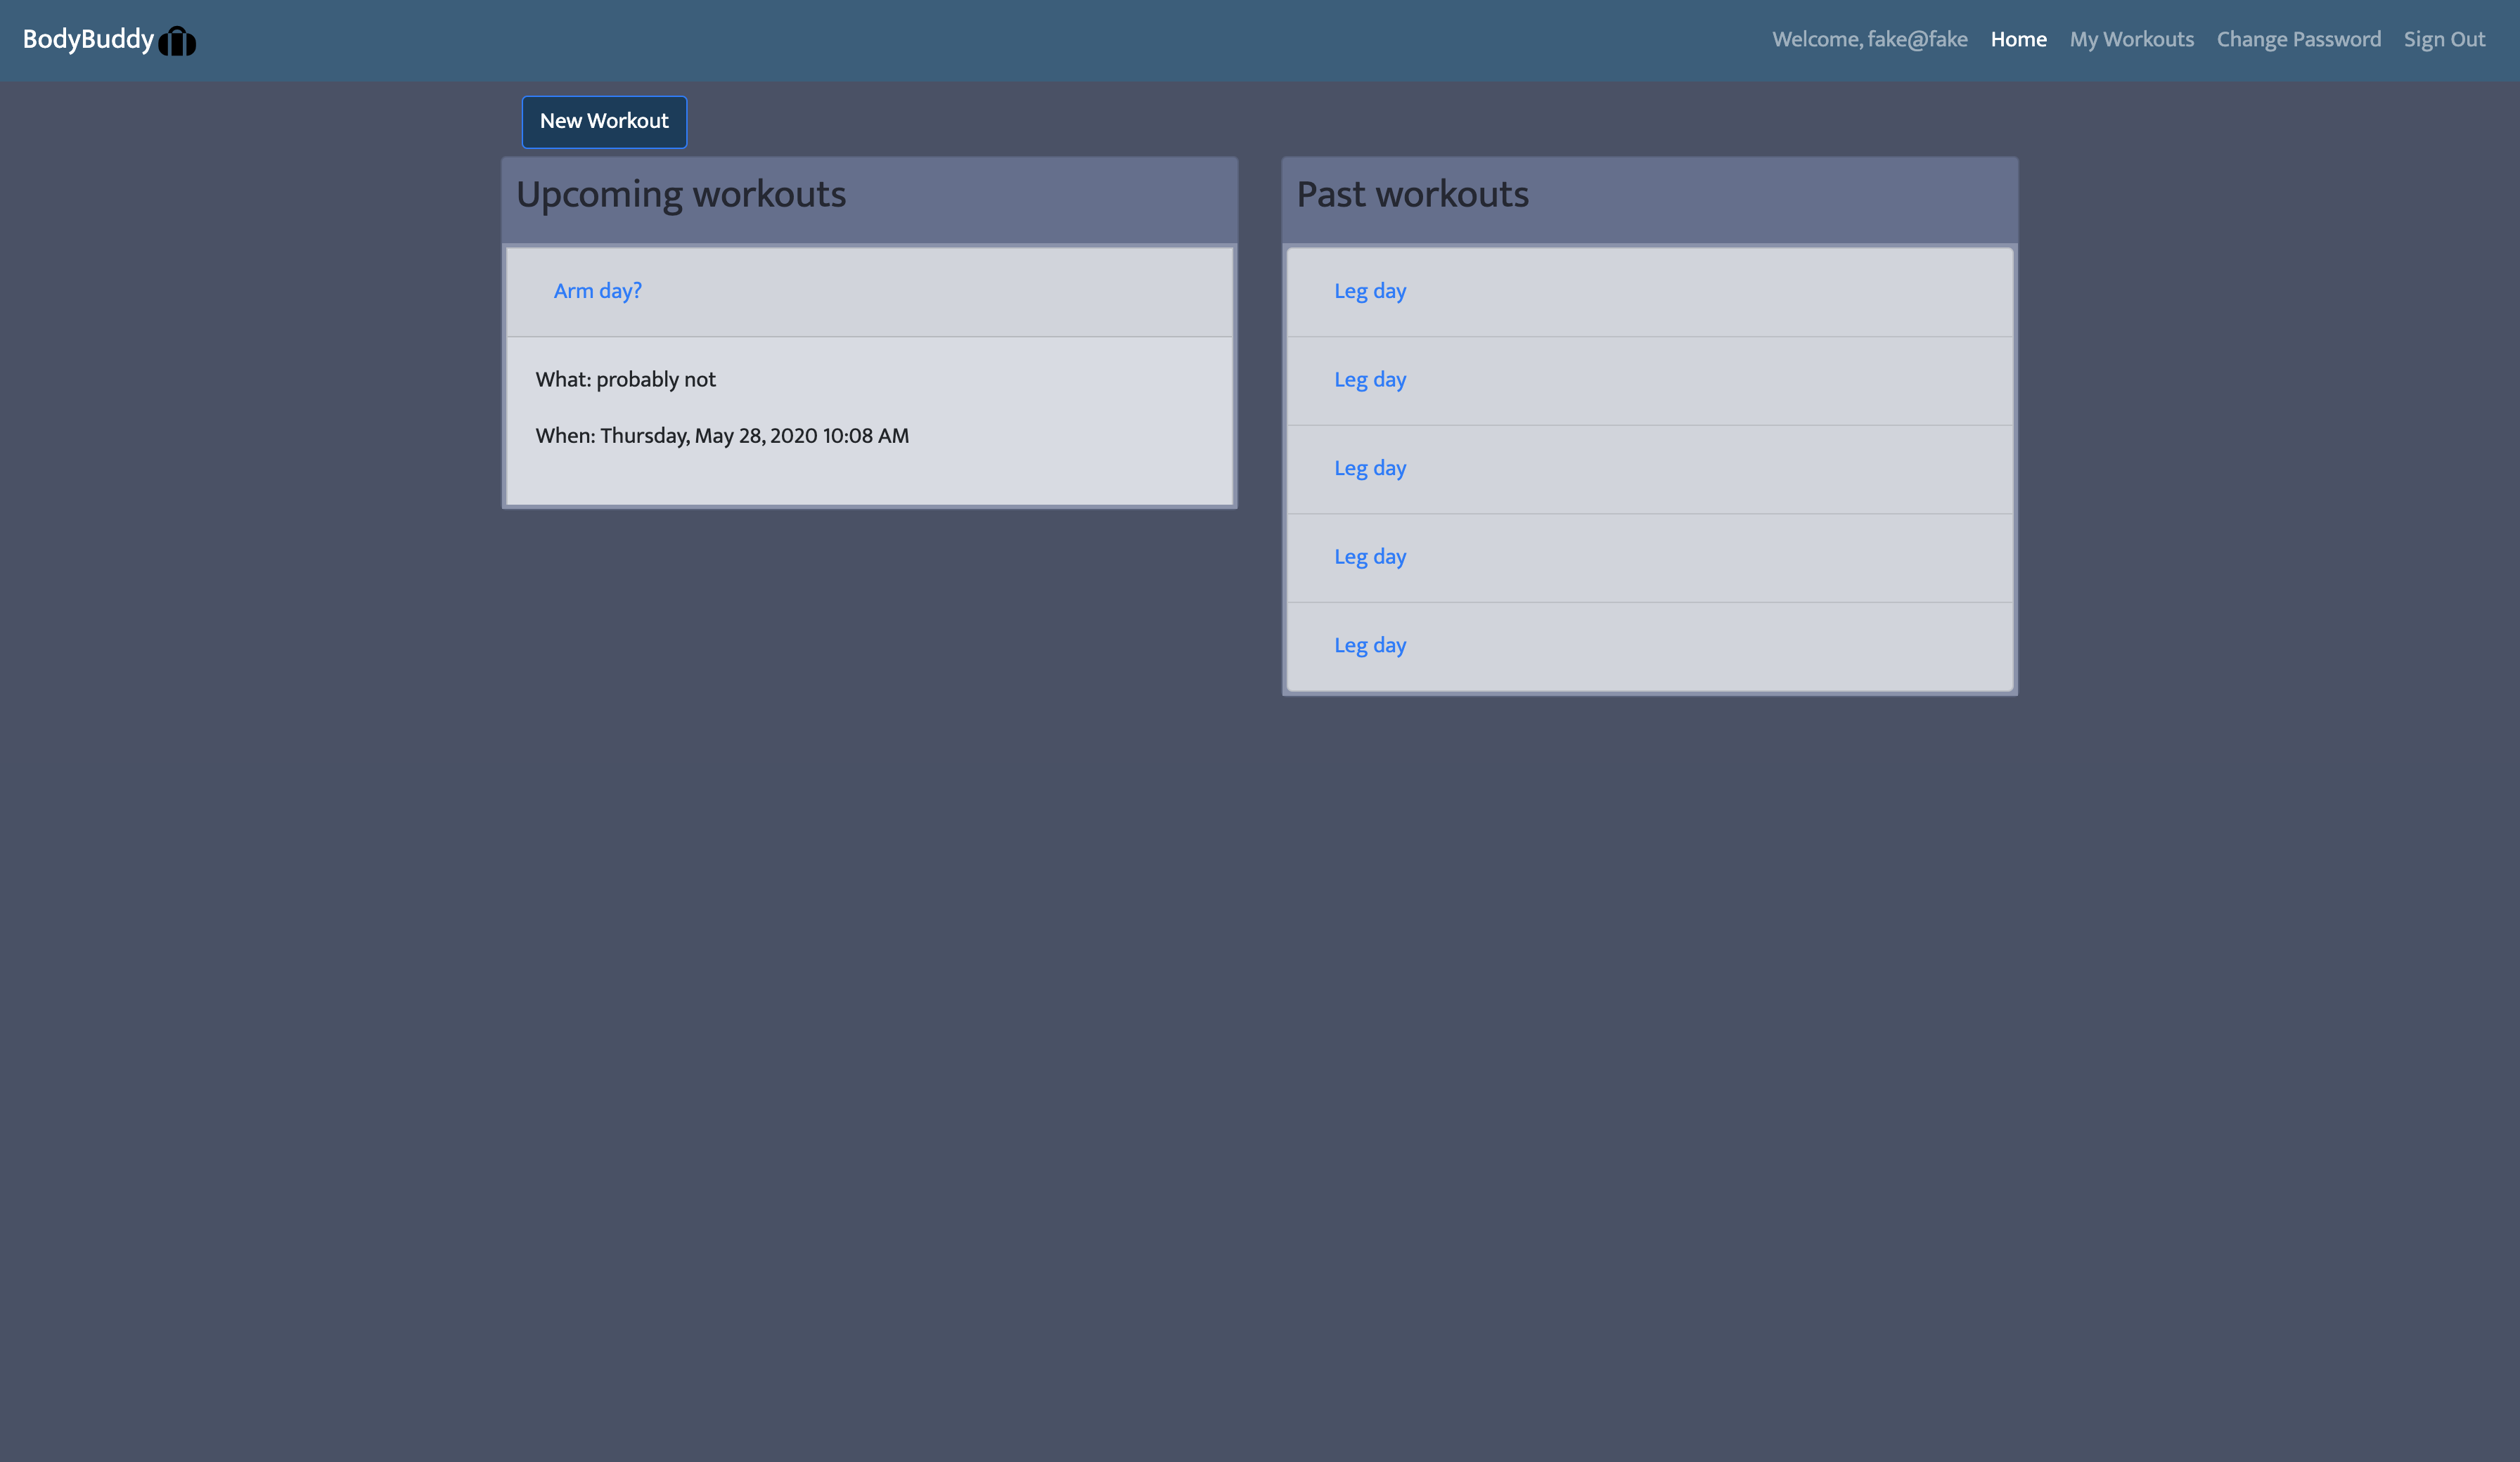 BodyBuddy
Welcome, fake@fake Home My Workouts Change Password Sign Out
New Workout
Upcoming workouts
Arm day?
What: probably not
When: Thursday, May 28, 2020 10:08 AM
Past workouts
Leg day
Leg day
Leg day
Leg day
Leg day